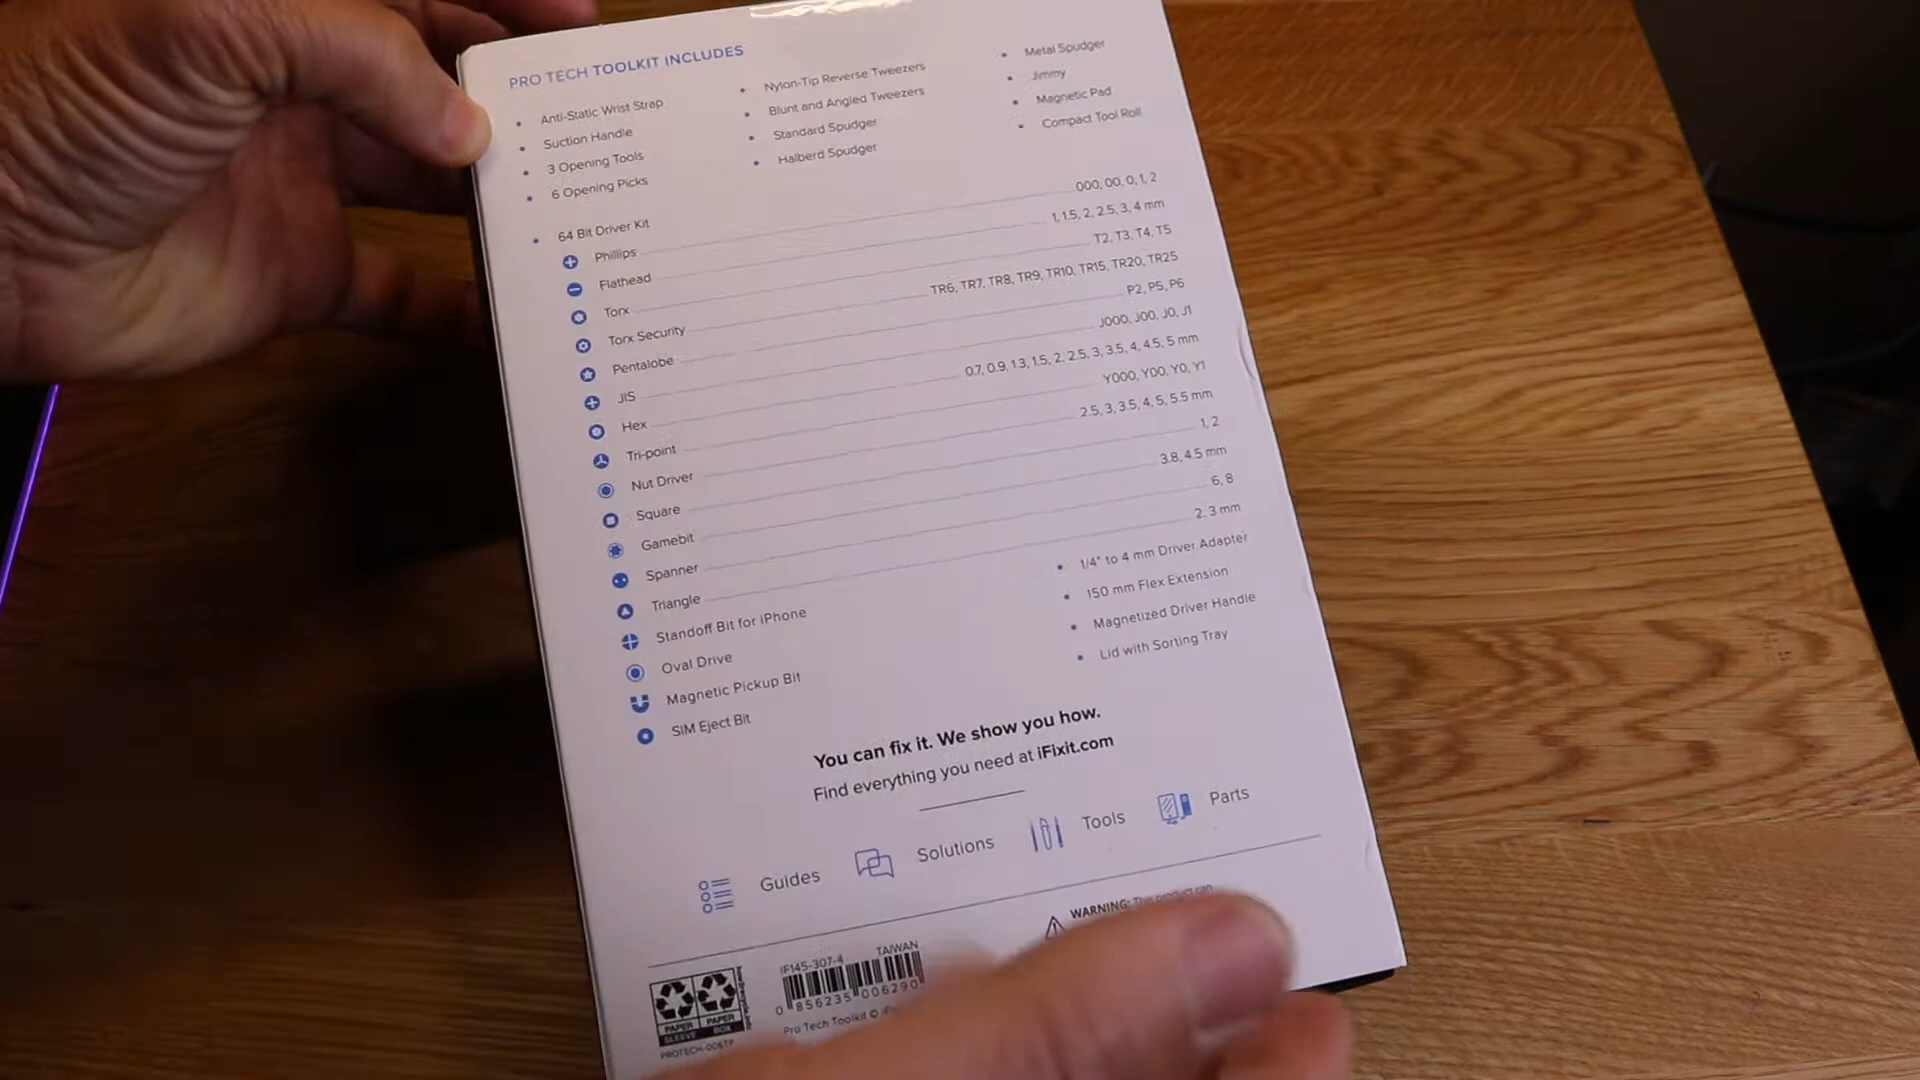 PRO TECH TOOLKIT INCLUDES
Anti-Static Wrist Strap
Suction Handle
3 Opening Tools
6 Opening Picks
Nylon-Tip Reverse Tweezers
Blunt and Angled Tweezers
Standard Spudger
Halberd Spudger
Metal Spudger
Jimmy
Magnetic Pad
Compact Tool Roll
64 Bit Driver Kit
Phillips 000, 00, 0, 1, 2
Flathead 1, 1.5, 2, 2.5, 3, 4 mm
Torx T2, T3, T4, T5
Torx Security TR6, TR7, TR8, TR9, TR10, TR15, TR20, TR25
Pentalobe P2, P5, P6
JIS J000, J00, J0, J1
Hex 0.7, 0.9, 1.3, 1.5, 2, 2.5, 3, 3.5, 4, 4.5, 5 mm
Tri-point Y000, Y00, Y0, Y1
Nut Driver 2.5, 3, 3.5, 4, 5, 5.5 mm
Square 1, 2
Gamebit 3.8, 4.5 mm
Spanner 6, 8
Triangle 2, 3 mm
Standoff Bit for iPhone
Oval Drive
Magnetic Pickup Bit
SIM Eject Bit
1/4" to 4 mm Driver Adapter
150 mm Flex Extension
Magnetized Driver Handle
Lid with Sorting Tray
You can fix it. We show you how.
Find everything you need at iFixit.com
Guides
Solutions
Tools
Parts
WARNING: This product can
IF145-307-4 TAIWAN
0 856235 006290
Pro Tech Toolkit ©
PAPER PAPER
SLEEVE BOX
PROTECH-006TP